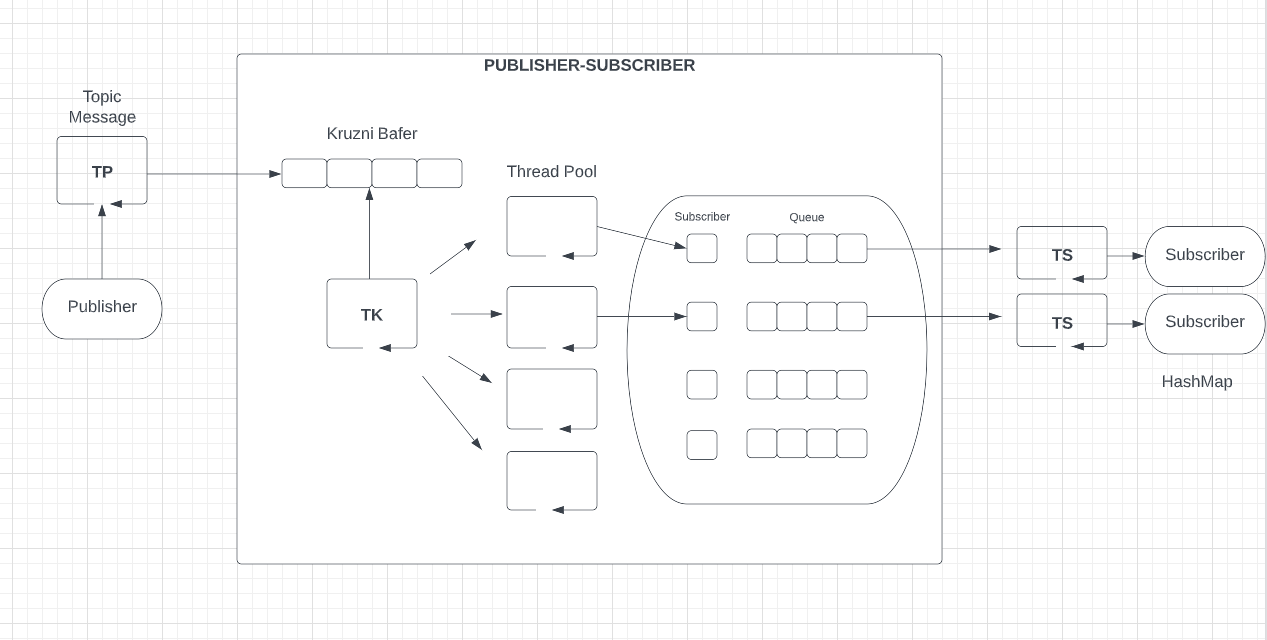 PUBLISHER-SUBSCRIBER
Topic
Message
TP
Publisher
Kruzni Bafer
TK
Thread Pool
Subscriber
Queue
TS
Subscriber
TS
Subscriber
HashMap